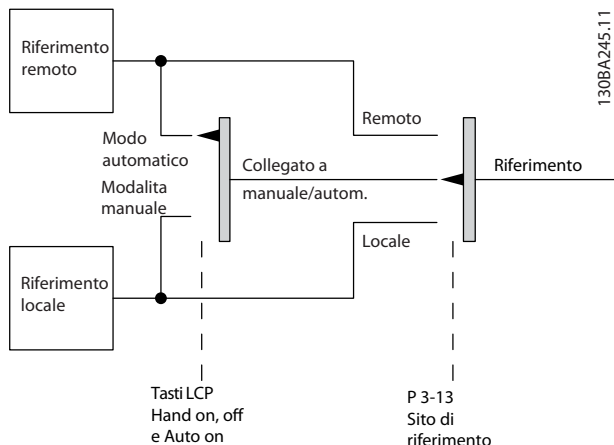 Riferimento
remoto
130BA245.11
Remoto
Modo
automatico
Collegato a
manuale/autom.
Riferimento
Modalita
manuale
Locale
Riferimento
locale
Tasti LCP
Hand on, off
e Auto on
P 3-13
Sito di
riferimento